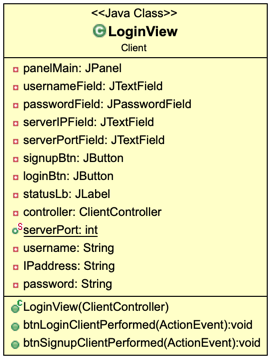 <<Java Class>>
LoginView
Client
panelMain: JPanel
usernameField: JTextField
passwordField: JPasswordField
serverIPField: JTextField
serverPortField: JTextField
signupBtn: JButton
loginBtn: JButton
statusLb: JLabel
controller: ClientController
serverPort: int
username: String
IPaddress: String
password: String
LoginView(ClientController)
btnLoginClientPerformed(ActionEvent):void
btnSignupClientPerformed(ActionEvent):void